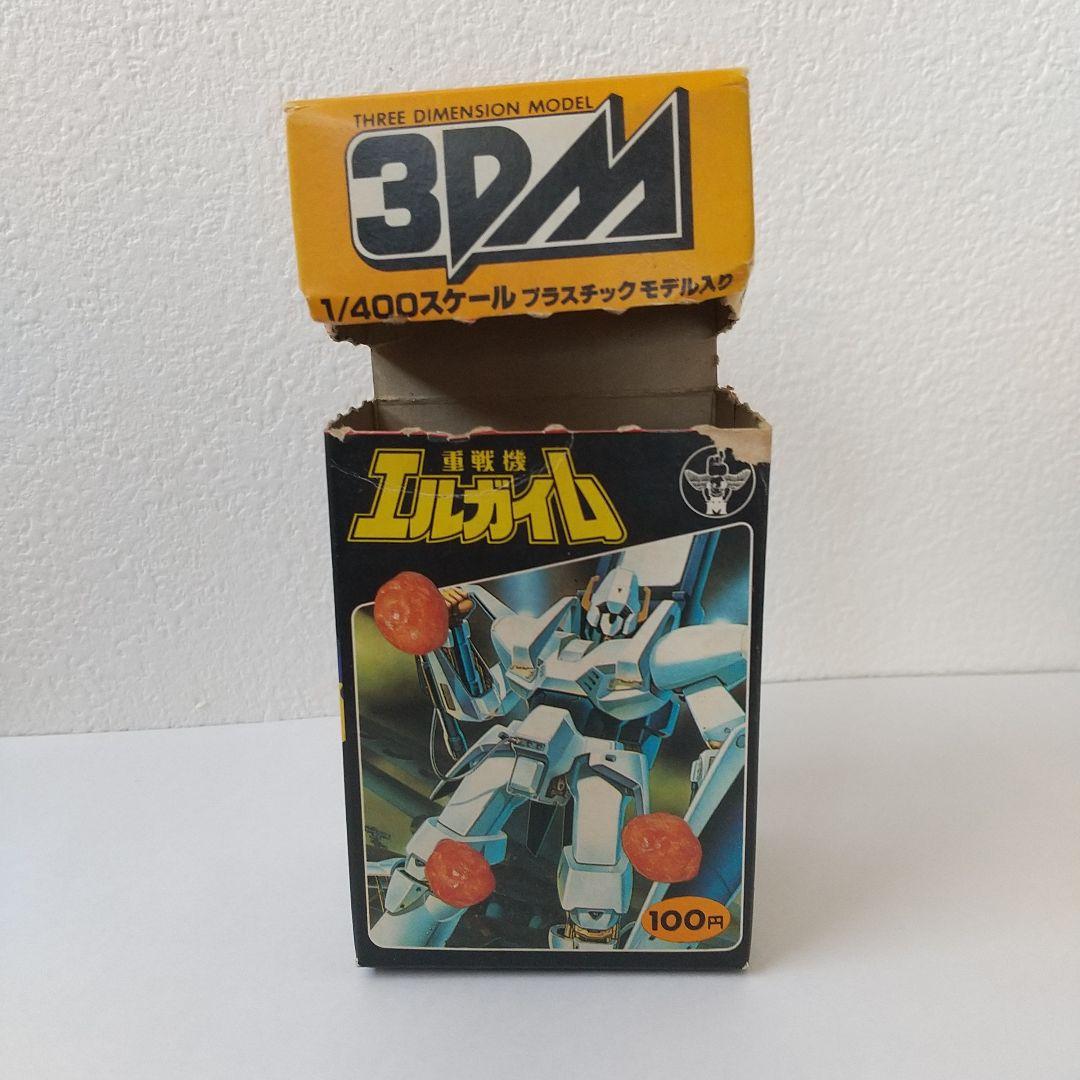 THREE DIMENSION MODEL
3DM
1/400スケール プラスチックモデル入り
重戦機
エルガイム
M
100円